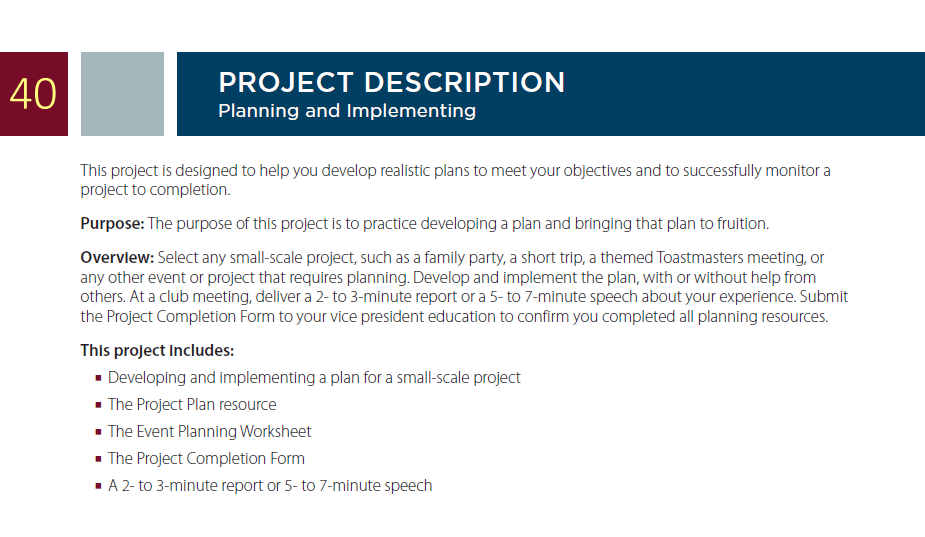 40
PROJECT DESCRIPTION
Planning and Implementing
This project is designed to help you develop realistic plans to meet your objectives and to successfully monitor a
project to completion.
Purpose: The purpose of this project is to practice developing a plan and bringing that plan to fruition.
Overview: Select any small-scale project, such as a family party, a short trip, a themed Toastmasters meeting, or
any other event or project that requires planning. Develop and implement the plan, with or without help from
others. At a club meeting, deliver a 2- to 3-minute report or a 5- to 7-minute speech about your experience. Submit
the Project Completion Form to your vice president education to confirm you completed all planning resources.
This project includes:
▪ Developing and implementing a plan for a small-scale project
▪ The Project Plan resource
▪ The Event Planning Worksheet
▪ The Project Completion Form
▪ A 2- to 3-minute report or 5- to 7-minute speech